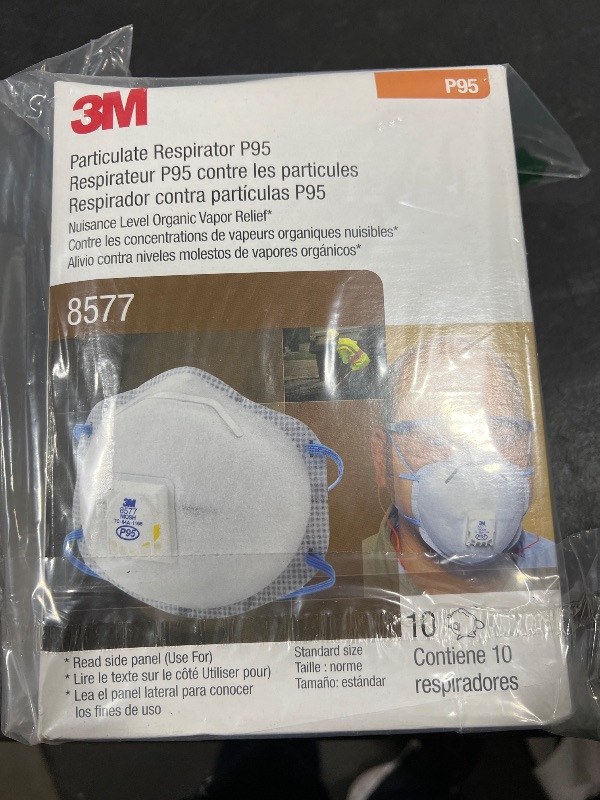 3M
P95
Particulate Respirator P95
Respirateur P95 contre les particules
Respirador contra partículas P95
Nuisance Level Organic Vapor Relief*
Contre les concentrations de vapeurs organiques nuisibles*
Alivio contra niveles molestos de vapores orgánicos*
8577
3M
8577
NIOSH
P95
3M
10
* Read side panel (Use For)
* Lire le texte sur le côté Utiliser pour)
* Lea el panel lateral para conocer
los fines de uso
Standard size
Taille : norme
Tamaño: estándar
Contiene 10
respiradores